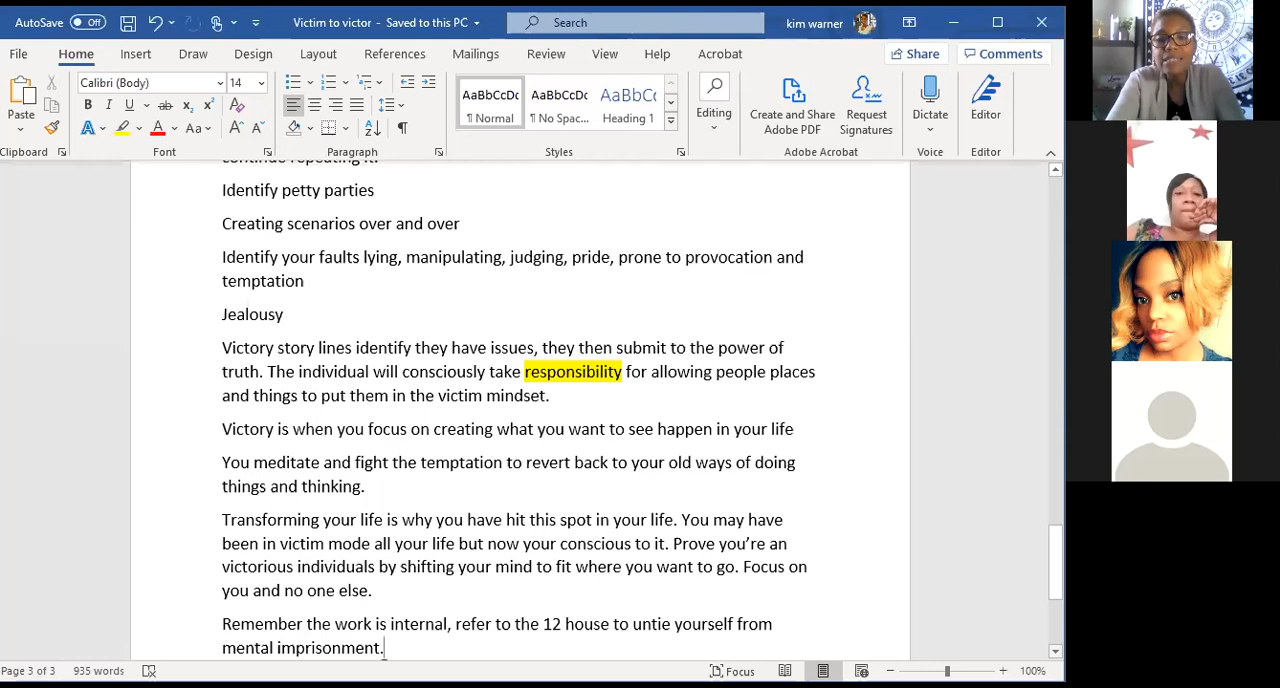 AutoSave Off Victim to victor - Saved to this PC Search kim warner
File Home Insert Draw Design Layout References Mailings Review View Help Acrobat Share Comments
Calibri (Body) 14
Paste
Clipboard Font Paragraph Styles Adobe Acrobat Voice Editor
AaBbCcDc AaBbCcDc AaBbC
Normal No Spac... Heading 1
Editing
Create and Share Adobe PDF
Request Signatures
Dictate
Editor
continue repeating it.
Identify petty parties
Creating scenarios over and over
Identify your faults lying, manipulating, judging, pride, prone to provocation and
temptation
Jealousy
Victory story lines identify they have issues, they then submit to the power of
truth. The individual will consciously take responsibility for allowing people places
and things to put them in the victim mindset.
Victory is when you focus on creating what you want to see happen in your life
You meditate and fight the temptation to revert back to your old ways of doing
things and thinking.
Transforming your life is why you have hit this spot in your life. You may have
been in victim mode all your life but now your conscious to it. Prove you’re an
victorious individuals by shifting your mind to fit where you want to go. Focus on
you and no one else.
Remember the work is internal, refer to the 12 house to untie yourself from
mental imprisonment.
Page 3 of 3 935 words Focus 100%